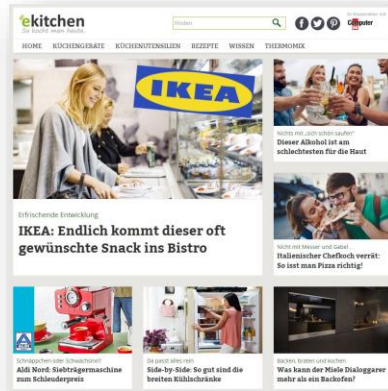 ekitchen
So kocht man heute.
finden
In Kooperation mit
Computer
HOME KÜCHENGERÄTE KÜCHENUTENSILIEN REZEPTE WISSEN THERMOMIX
IKEA
Erfrischende Entwicklung
IKEA: Endlich kommt dieser oft
gewünschte Snack ins Bistro
Nichts mit „sich schön saufen“
Dieser Alkohol ist am
schlechtesten für die Haut
Nicht mit Messer und Gabel ...
Italienischer Chefkoch verrät:
So isst man Pizza richtig!
Schnäppchen oder Schwachsinn?
Aldi Nord: Siebträgermaschine
zum Schleuderpreis
Da passt alles rein
Side-by-Side: So gut sind die
breiten Kühlschränke
Backen, braten und kochen
Was kann der Miele Dialoggarer
mehr als ein Backofen?